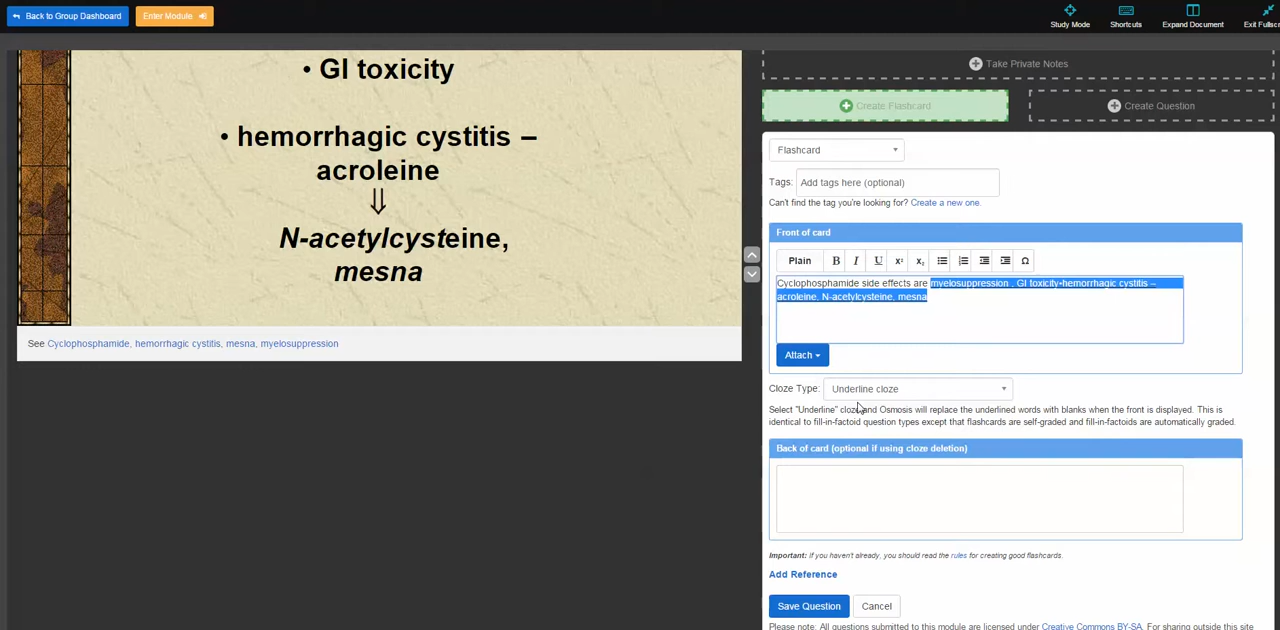 Back to Group Dashboard
Enter Module
Study Mode
Shortcuts
Expand Document
Exit Fullsc
• GI toxicity
• hemorrhagic cystitis –
acroleine
⇓
N-acetylcysteine,
mesna
See Cyclophosphamide, hemorrhagic cystitis, mesna, myelosuppression
Take Private Notes
Create Flashcard
Create Question
Flashcard
Tags: Add tags here (optional)
Can't find the tag you're looking for? Create a new one.
Front of card
Plain B I U x² x₂ Ω
Cyclophosphamide side effects are myelosuppression , GI toxicity•hemorrhagic cystitis –
acroleine, N-acetylcysteine, mesna
Attach
Cloze Type: Underline cloze
Select "Underline" cloze and Osmosis will replace the underlined words with blanks when the front is displayed. This is
identical to fill-in-factoid question types except that flashcards are self-graded and fill-in-factoids are automatically graded.
Back of card (optional if using cloze deletion)
Important: If you haven't already, you should read the rules for creating good flashcards.
Add Reference
Save Question
Cancel
Please note: All questions submitted to this module are licensed under Creative Commons BY-SA. For sharing outside this site